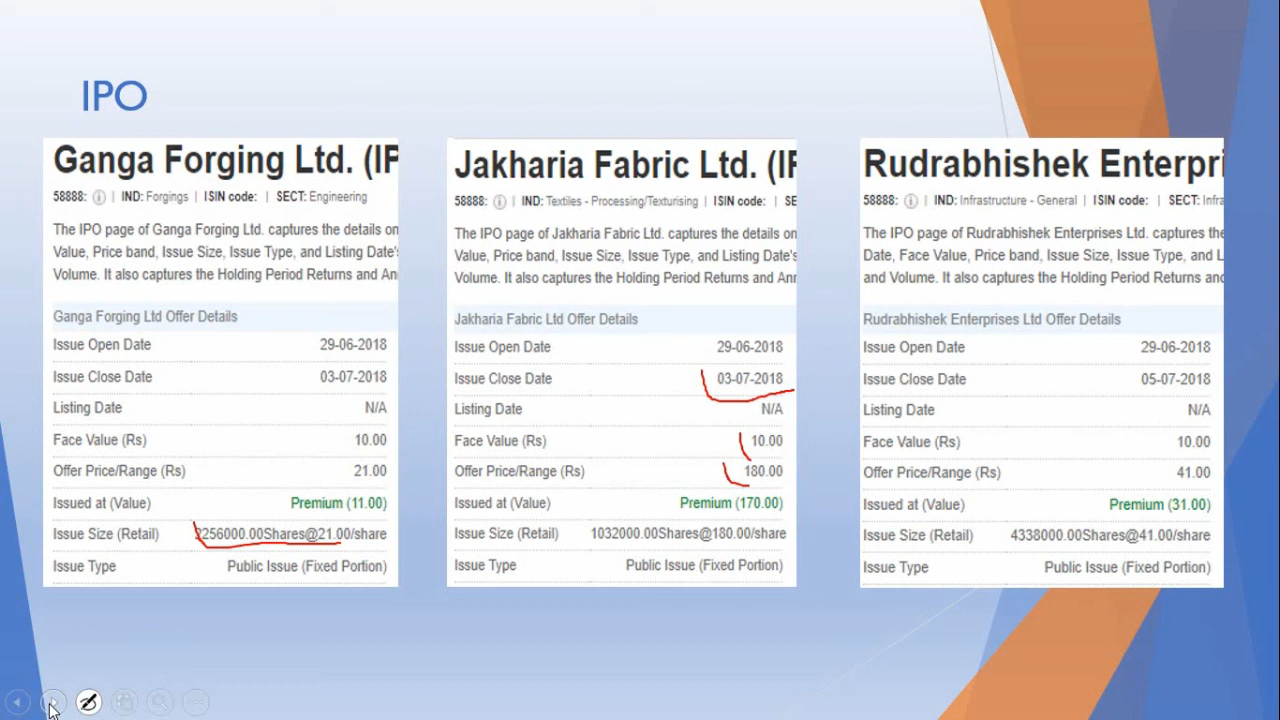 IPO
Ganga Forging Ltd. (IP
58888: | IND: Forgings | ISIN code: | SECT: Engineering
The IPO page of Ganga Forging Ltd. captures the details on
Value, Price band, Issue Size, Issue Type, and Listing Date's
Volume. It also captures the Holding Period Returns and An
Ganga Forging Ltd Offer Details
Issue Open Date 29-06-2018
Issue Close Date 03-07-2018
Listing Date N/A
Face Value (Rs) 10.00
Offer Price/Range (Rs) 21.00
Issued at (Value) Premium (11.00)
Issue Size (Retail) 256000.00Shares@21.00/share
Issue Type Public Issue (Fixed Portion)
Jakharia Fabric Ltd. (IF
58888: | IND: Textiles - Processing/Texturising | ISIN code: | SE
The IPO page of Jakharia Fabric Ltd. captures the details on
Value, Price band, Issue Size, Issue Type, and Listing Date's
Volume. It also captures the Holding Period Returns and Ann
Jakharia Fabric Ltd Offer Details
Issue Open Date 29-06-2018
Issue Close Date 03-07-2018
Listing Date N/A
Face Value (Rs) 10.00
Offer Price/Range (Rs) 180.00
Issued at (Value) Premium (170.00)
Issue Size (Retail) 1032000.00Shares@180.00/share
Issue Type Public Issue (Fixed Portion)
Rudrabhishek Enterpri
58888: | IND: Infrastructure - General | ISIN code: | SECT: Infra
The IPO page of Rudrabhishek Enterprises Ltd. captures the
Date, Face Value, Price band, Issue Size, Issue Type, and L
and Volume. It also captures the Holding Period Returns and
Rudrabhishek Enterprises Ltd Offer Details
Issue Open Date 29-06-2018
Issue Close Date 05-07-2018
Listing Date N/A
Face Value (Rs) 10.00
Offer Price/Range (Rs) 41.00
Issued at (Value) Premium (31.00)
Issue Size (Retail) 4338000.00Shares@41.00/share
Issue Type Public Issue (Fixed Portion)